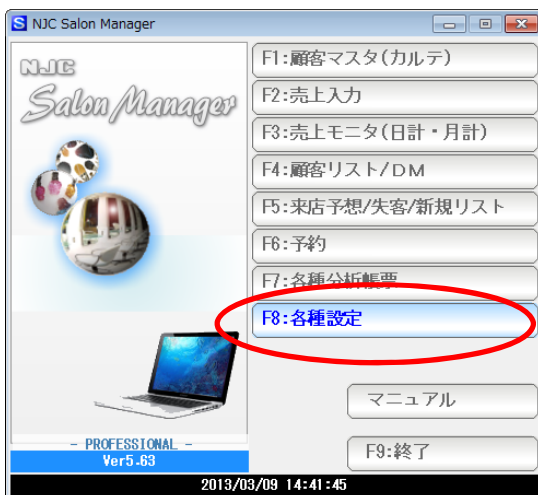 NJC Salon Manager
NJC
Salon Manager
F1:顧客マスタ(カルテ)
F2:売上入力
F3:売上モニタ(日計・月計)
F4:顧客リスト/DM
F5:来店予想/失客/新規リスト
F6:予約
F7:各種分析帳票
F8:各種設定
マニュアル
F9:終了
- PROFESSIONAL -
Ver5.63
2013/03/09 14:41:45